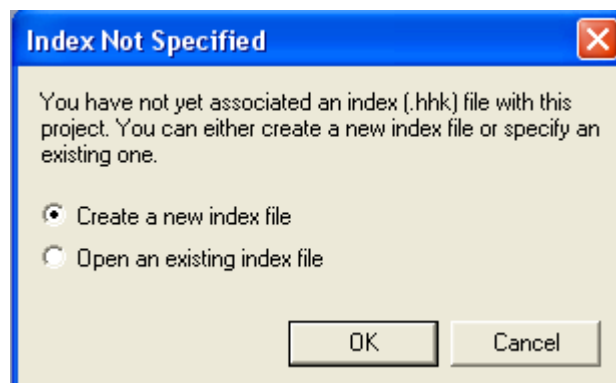 Index Not Specified
You have not yet associated an index (.hhk) file with this
project. You can either create a new index file or specify an
existing one.
Create a new index file
Open an existing index file
OK
Cancel